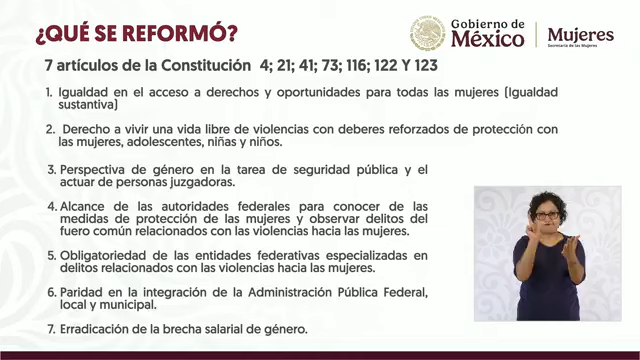 ¿QUÉ SE REFORMÓ?
Gobierno de
México
Mujeres
Secretaría de las Mujeres
7 artículos de la Constitución 4; 21; 41; 73; 116; 122 Y 123
1. Igualdad en el acceso a derechos y oportunidades para todas las mujeres (Igualdad
sustantiva)
2. Derecho a vivir una vida libre de violencias con deberes reforzados de protección con
las mujeres, adolescentes, niñas y niños.
3. Perspectiva de género en la tarea de seguridad pública y el
actuar de personas juzgadoras.
4. Alcance de las autoridades federales para conocer de las
medidas de protección de las mujeres y observar delitos del
fuero común relacionados con las violencias hacia las mujeres.
5. Obligatoriedad de las entidades federativas especializadas en
delitos relacionados con las violencias hacia las mujeres.
6. Paridad en la integración de la Administración Pública Federal,
local y municipal.
7. Erradicación de la brecha salarial de género.